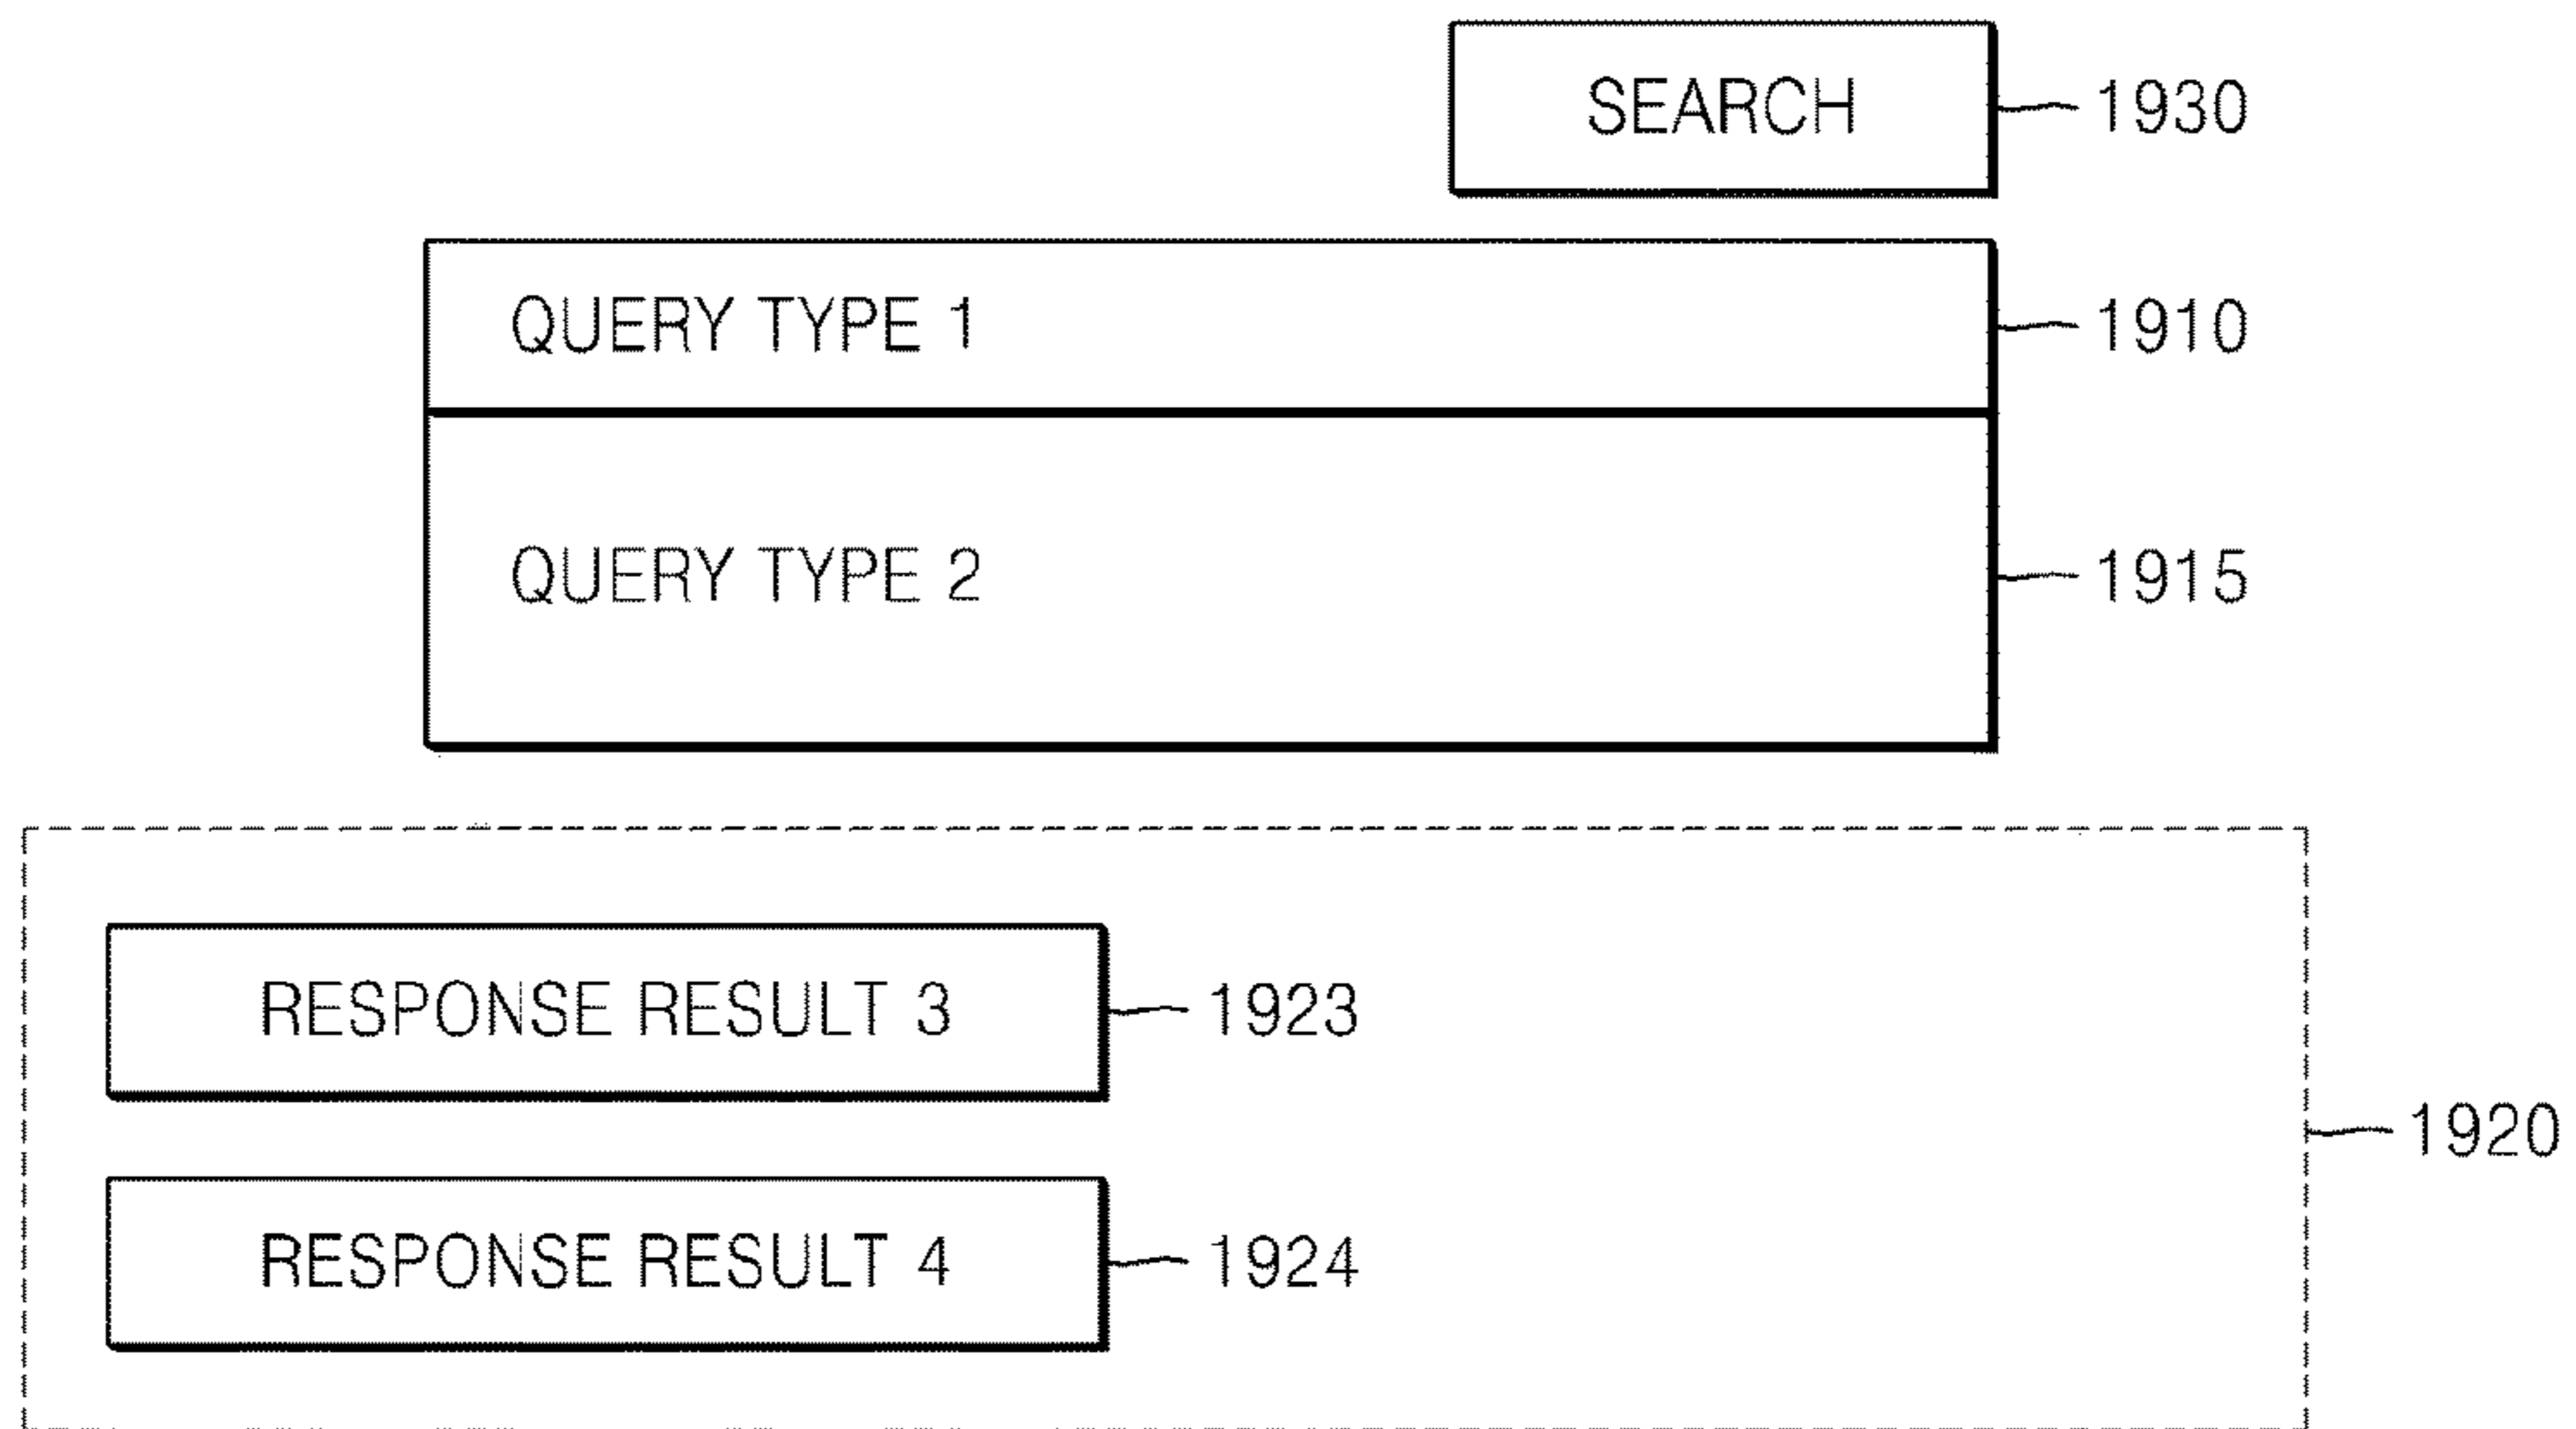 SEARCH 1930
QUERY TYPE 1 1910
QUERY TYPE 2 1915
RESPONSE RESULT 3 1923
1920
RESPONSE RESULT 4 1924